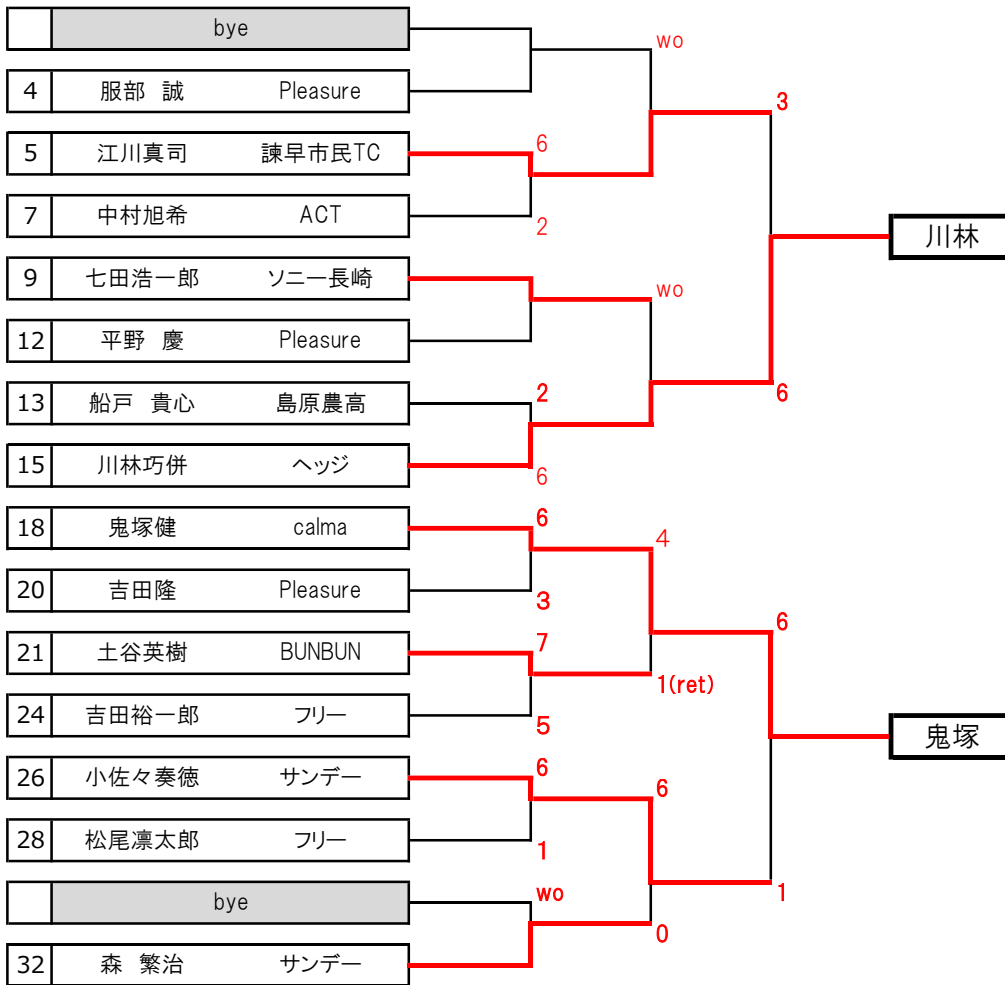 bye
wo
4 服部 誠 Pleasure
3
5 江川真司 諫早市民TC
6
7 中村旭希 ACT
2
川林
9 七田浩一郎 ソニー長崎
wo
12 平野 慶 Pleasure
13 船戸 貴心 島原農高
2
6
15 川林巧併 ヘッジ
6
18 鬼塚健 calma
6
4
20 吉田隆 Pleasure
3
6
21 土谷英樹 BUNBUN
7
1(ret)
24 吉田裕一郎 フリー
5
鬼塚
26 小佐々奏徳 サンデー
6
6
28 松尾凛太郎 フリー
1
bye
wo
1
0
32 森 繁治 サンデー